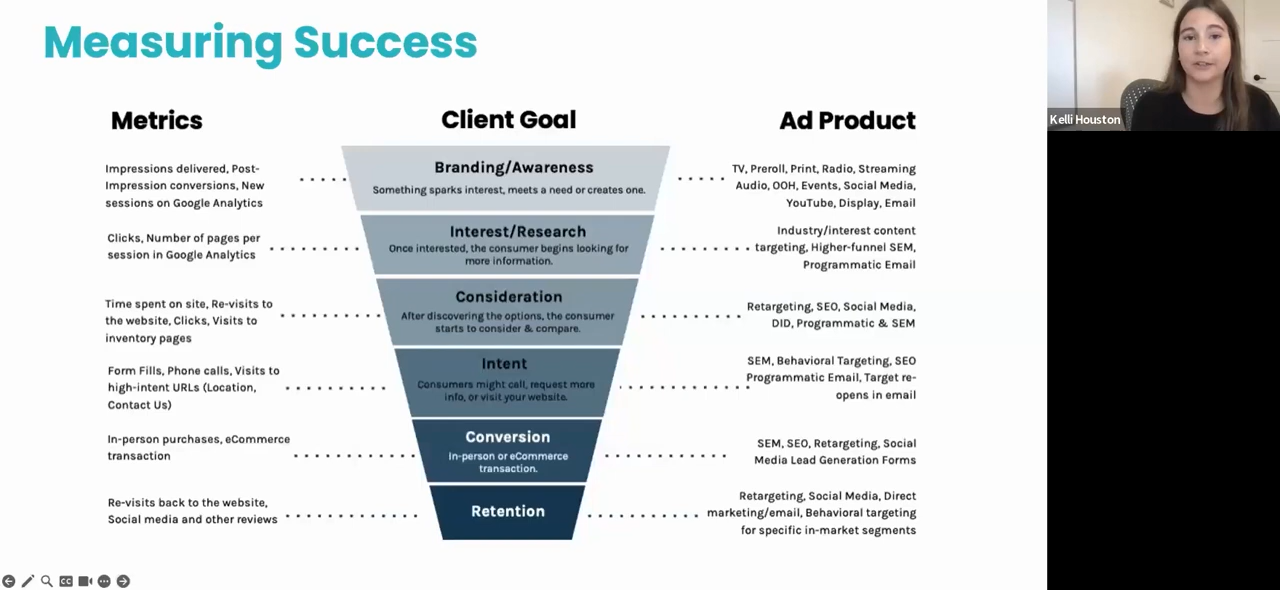 Measuring Success
Metrics
Client Goal
Ad Product
Impressions delivered, Post-
Impression conversions, New
sessions on Google Analytics
Branding/Awareness
Something sparks interest, meets a need or creates one.
TV, Preroll, Print, Radio, Streaming
Audio, OOH, Events, Social Media,
YouTube, Display, Email
Clicks, Number of pages per
session in Google Analytics
Interest/Research
Once interested, the consumer begins looking for
more information.
Industry/interest content
targeting, Higher-funnel SEM,
Programmatic Email
Time spent on site, Re-visits to
the website, Clicks, Visits to
inventory pages
Consideration
After discovering the options, the consumer
starts to consider & compare.
Retargeting, SEO, Social Media,
DID, Programmatic & SEM
Form Fills, Phone calls, Visits to
high-intent URLs (Location,
Contact Us)
Intent
Consumers might call, request more
info, or visit your website.
SEM, Behavioral Targeting, SEO
Programmatic Email, Target re-
opens in email
In-person purchases, eCommerce
transaction
Conversion
In-person or eCommerce
transaction.
SEM, SEO, Retargeting, Social
Media Lead Generation Forms
Re-visits back to the website,
Social media and other reviews
Retention
Retargeting, Social Media, Direct
marketing/email, Behavioral targeting
for specific in-market segments
Kelli Houston
CC